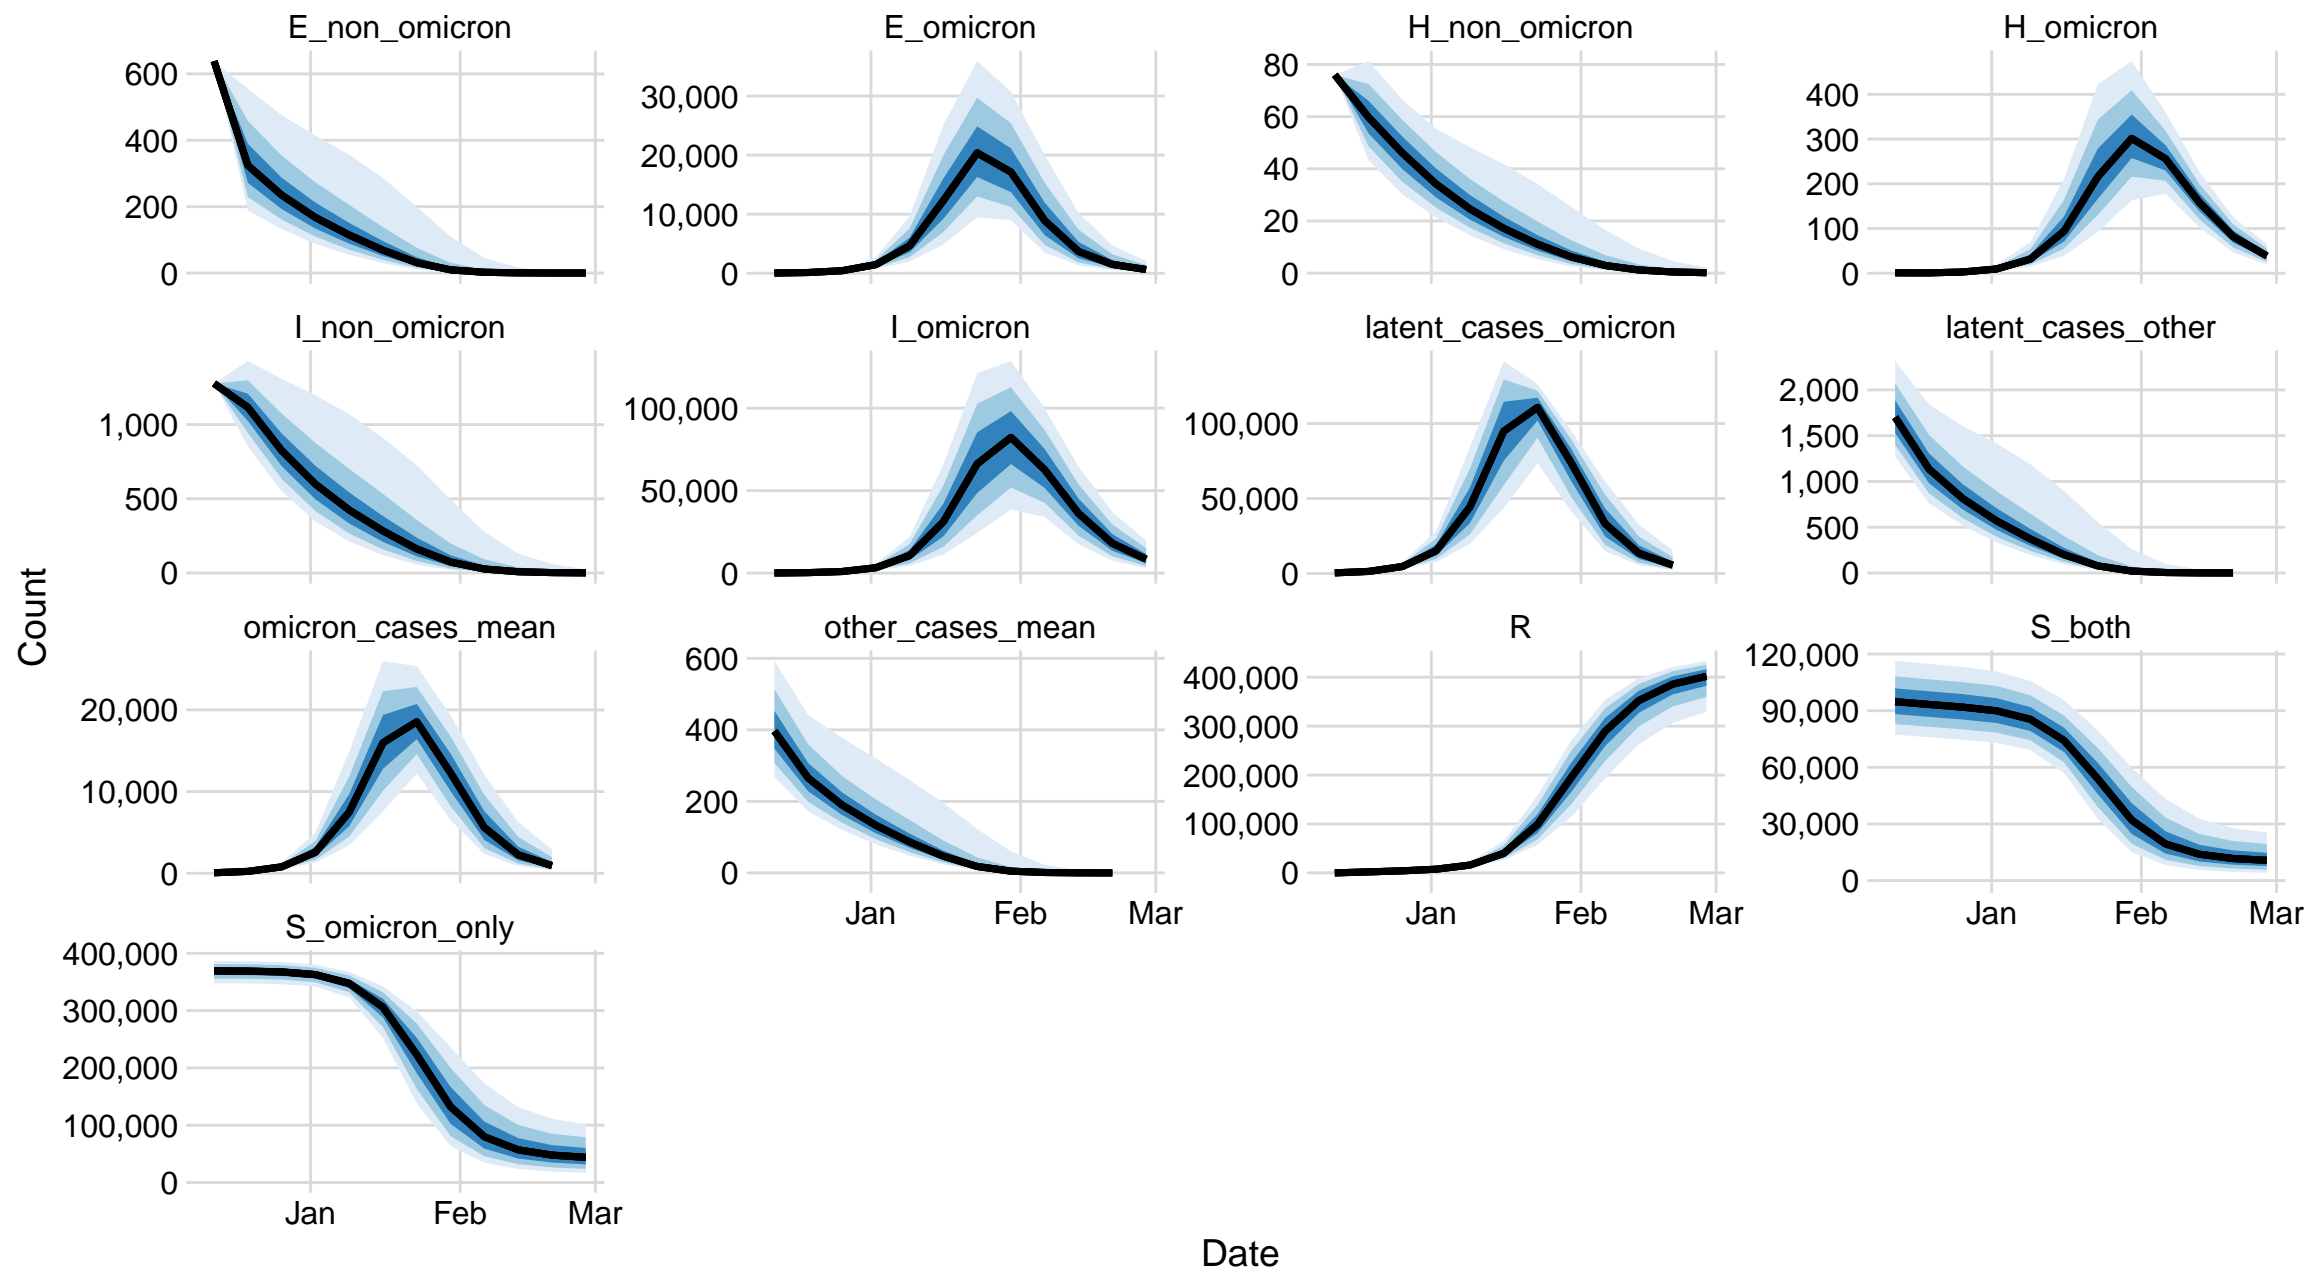 E_non_omicron
E_omicron
H_non_omicron
H_omicron
600
400
200
0
30,000
20,000
10,000
0
80
60
40
20
0
400
300
200
100
0
I_non_omicron
I_omicron
latent_cases_omicron
latent_cases_other
1,000
500
0
100,000
50,000
0
100,000
50,000
0
2,000
1,500
1,000
500
0
omicron_cases_mean
other_cases_mean
R
S_both
20,000
10,000
0
600
400
200
0
400,000
300,000
200,000
100,000
0
120,000
90,000
60,000
30,000
0
Jan Feb Mar
Jan Feb Mar
Jan Feb Mar
S_omicron_only
400,000
300,000
200,000
100,000
0
Jan Feb Mar
Count
Date